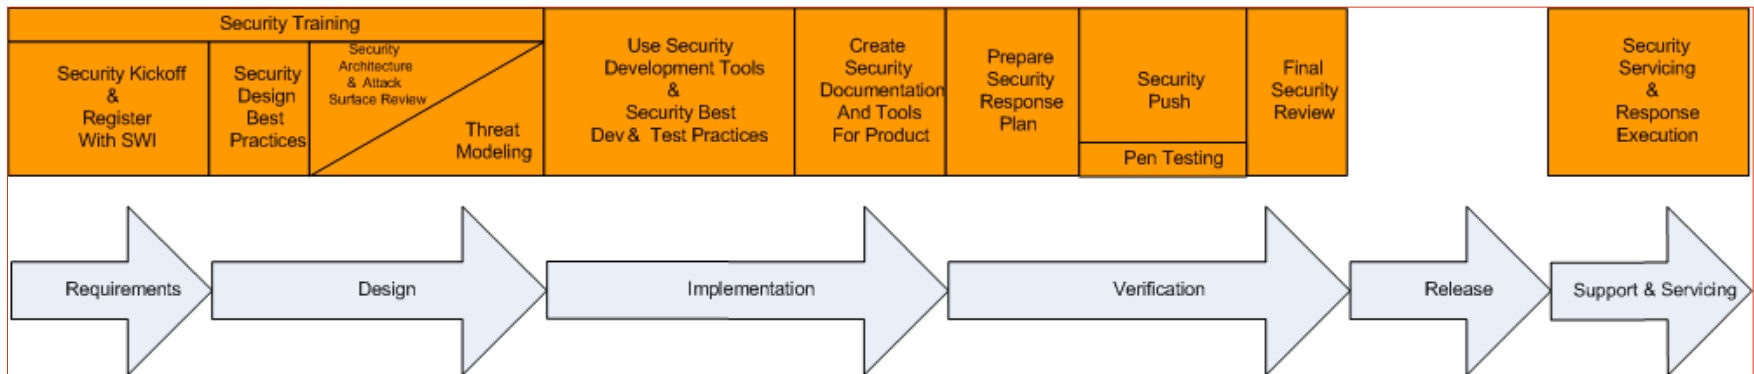 Security Training
Security Kickoff
&
Register
With SWI
Security
Design
Best
Practices
Security
Architecture
& Attack
Surface Review
Threat
Modeling
Use Security
Development Tools
&
Security Best
Dev & Test Practices
Create
Security
Documentation
And Tools
For Product
Prepare
Security
Response
Plan
Security
Push
Pen Testing
Final
Security
Review
Security
Servicing
&
Response
Execution
Requirements
Design
Implementation
Verification
Release
Support & Servicing